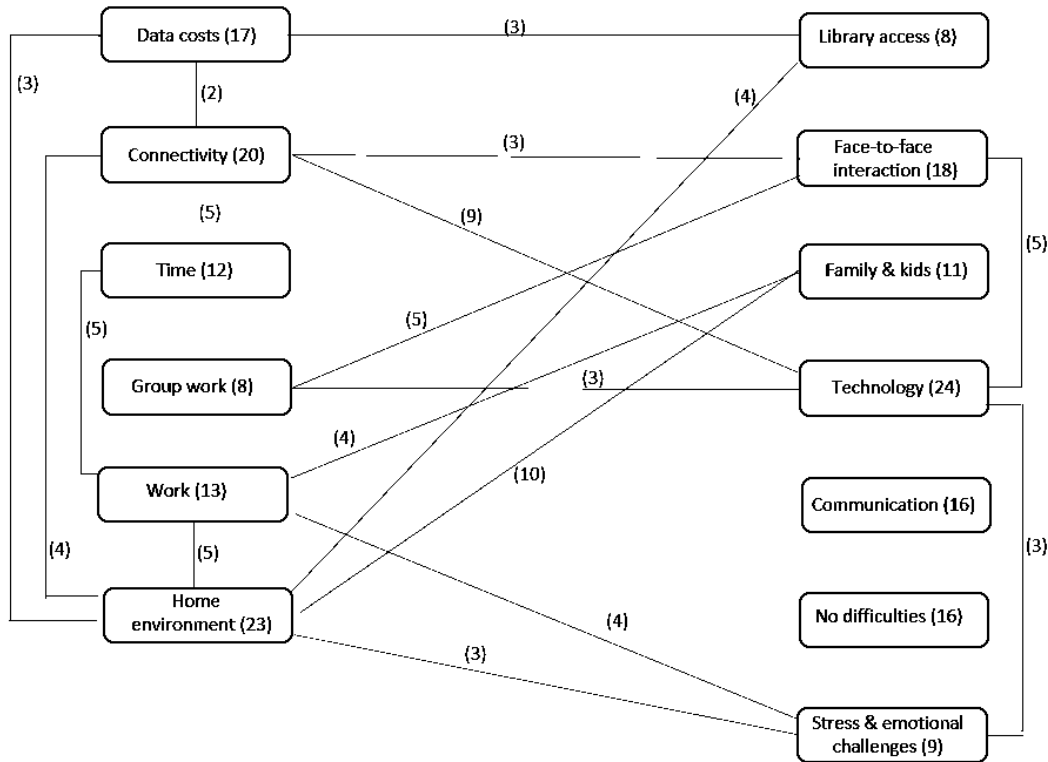 Data costs (17)
(3)
Library access (8)
(3)
(2)
(4)
Connectivity (20)
(3)
Face-to-face
interaction (18)
(5)
(9)
(5)
Time (12)
Family & kids (11)
(5)
(5)
Group work (8)
(3)
Technology (24)
(4)
(10)
Work (13)
Communication (16)
(4)
(5)
(3)
Home
environment (23)
No difficulties (16)
(4)
(3)
Stress & emotional
challenges (9)